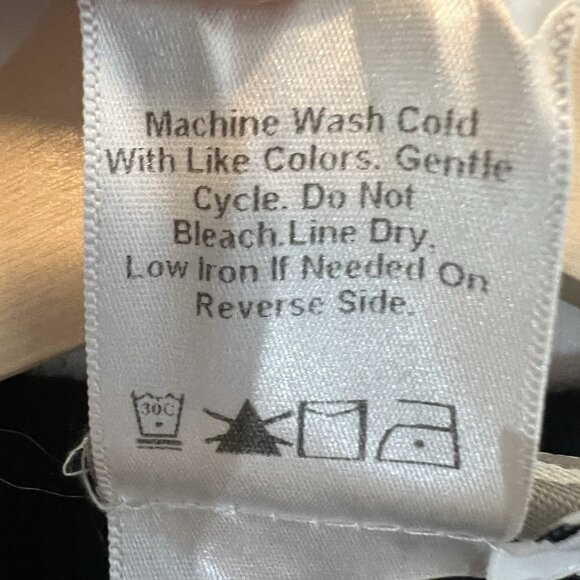 Machine Wash Cold
With Like Colors. Gentle
Cycle. Do Not
Bleach.Line Dry.
Low Iron If Needed On
Reverse Side.
30C